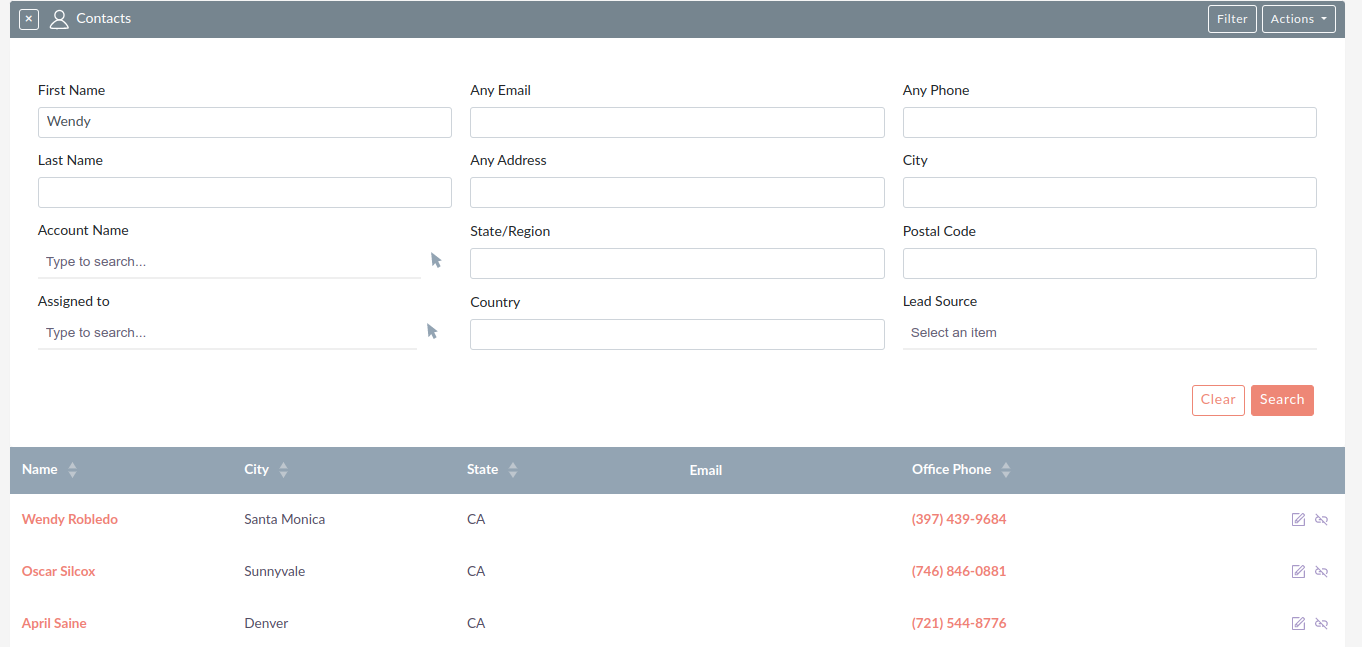 × Contacts Filter Actions
First Name Any Email Any Phone
Wendy
Last Name Any Address City
Account Name State/Region Postal Code
Type to search...
Assigned to Country Lead Source
Type to search... Select an item
Clear Search
Name City State Email Office Phone
Wendy Robledo Santa Monica CA (397) 439-9684
Oscar Silcox Sunnyvale CA (746) 846-0881
April Saine Denver CA (721) 544-8776